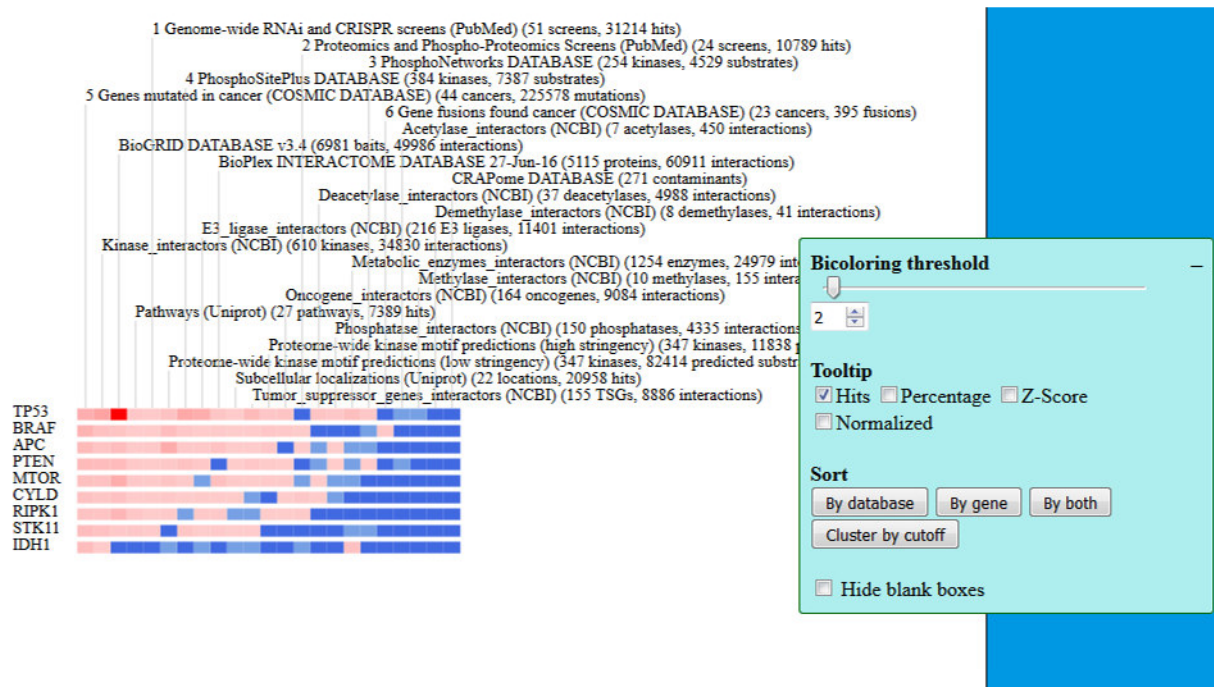 1 Genome-wide RNAi and CRISPR screens (PubMed) (51 screens, 31214 hits)
2 Proteomics and Phospho-Proteomics Screens (PubMed) (24 screens, 10789 hits)
3 PhosphoNetworks DATABASE (254 kinases, 4529 substrates)
4 PhosphoSitePlus DATABASE (384 kinases, 7387 substrates)
5 Genes mutated in cancer (COSMIC DATABASE) (44 cancers, 225578 mutations)
6 Gene fusions found cancer (COSMIC DATABASE) (23 cancers, 395 fusions)
Acetylase_interactors (NCBI) (7 acetylases, 450 interactions)
BioGRID DATABASE v3.4 (6981 baits, 49986 interactions)
BioPlex INTERACTOME DATABASE 27-Jun-16 (5115 proteins, 60911 interactions)
CRAPome DATABASE (271 contaminants)
Deacetylase_interactors (NCBI) (37 deacetylases, 4988 interactions)
Demethylase_interactors (NCBI) (8 demethylases, 41 interactions)
E3_ligase_interactors (NCBI) (216 E3 ligases, 11401 interactions)
Kinase_interactors (NCBI) (610 kinases, 34830 interactions)
Metabolic_enzymes_interactors (NCBI) (1254 enzymes, 24979 int
Methylase_interactors (NCBI) (10 methylases, 155 intera
Oncogene_interactors (NCBI) (164 oncogenes, 9084 interactions)
Pathways (Uniprot) (27 pathways, 7389 hits)
Phosphatase_interactors (NCBI) (150 phosphatases, 4335 interactions
Proteome-wide kinase motif predictions (high stringency) (347 kinases, 11838 p
Proteome-wide kinase motif predictions (low stringency) (347 kinases, 82414 predicted substr
Subcellular localizations (Uniprot) (22 locations, 20958 hits)
Tumor_suppressor_genes_interactors (NCBI) (155 TSGs, 8886 interactions)
TP53
BRAF
APC
PTEN
MTOR
CYLD
RIPK1
STK11
IDH1
Bicoloring threshold –
2
Tooltip
Hits Percentage Z-Score
Normalized
Sort
By database By gene By both
Cluster by cutoff
Hide blank boxes